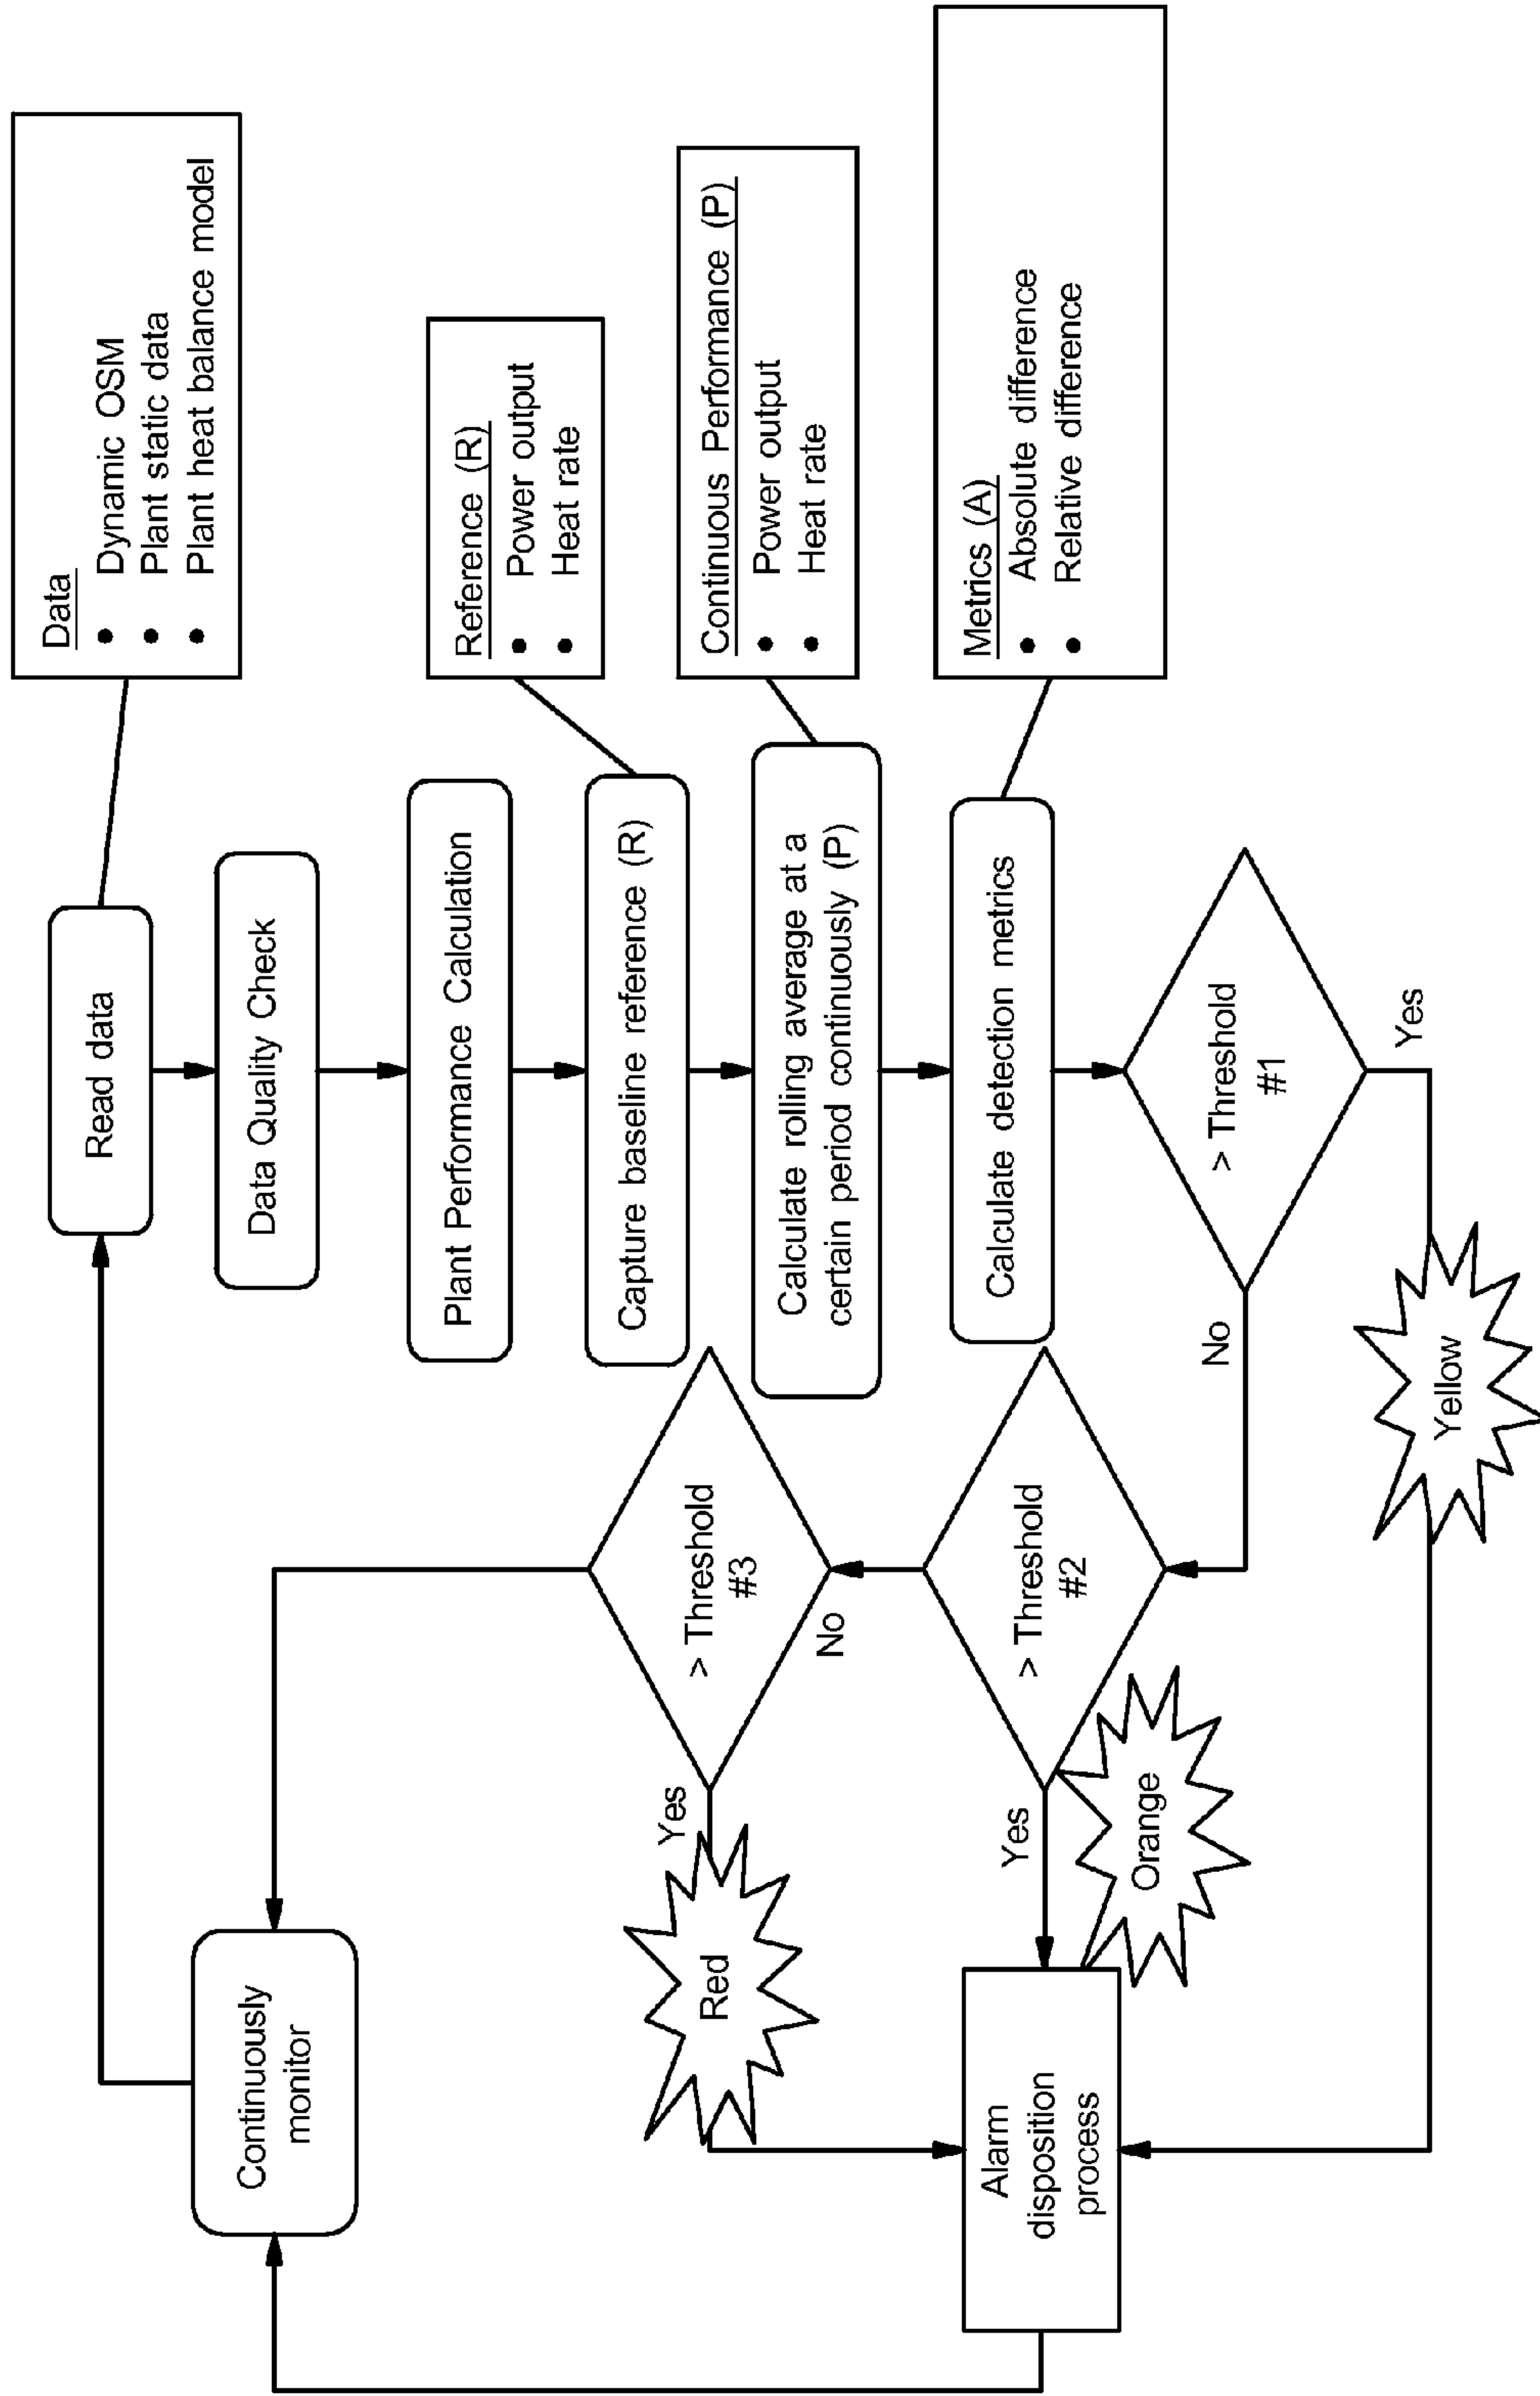 Continuously
monitor
Read data
Data
• Dynamic OSM
• Plant static data
• Plant heat balance model
Data Quality Check
Plant Performance Calculation
Capture baseline reference (R)
Reference (R)
• Power output
• Heat rate
Calculate rolling average at a
certain period continuously (P)
Continuous Performance (P)
• Power output
• Heat rate
Calculate detection metrics
Metrics (A)
• Absolute difference
• Relative difference
> Threshold
#1
No
Yes
Yellow
> Threshold
#2
No
Yes
Orange
> Threshold
#3
Yes
Red
Alarm
disposition
process